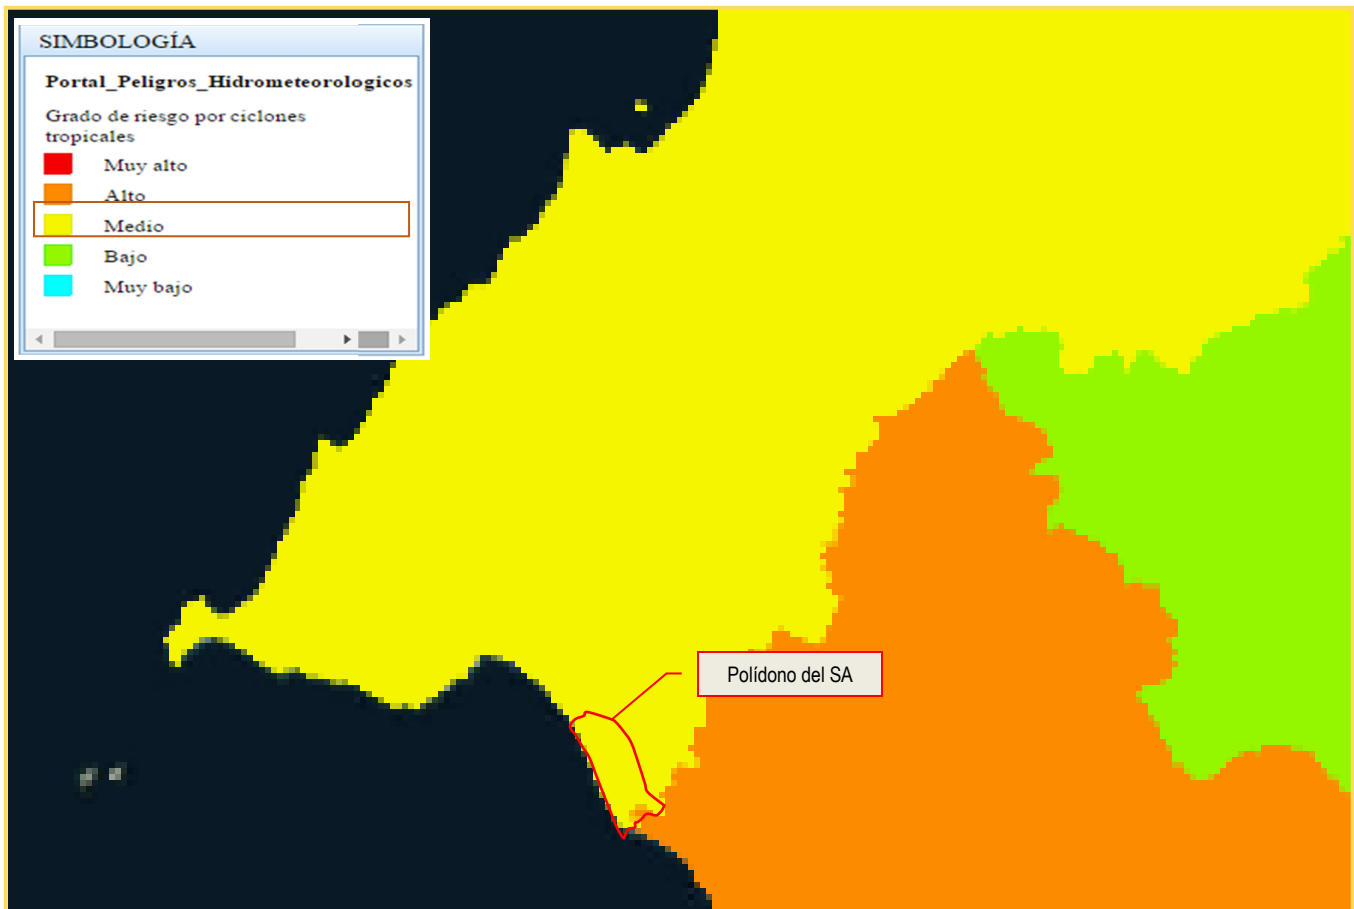 SIMBOLOGÍA
Portal_Peligros_Hidrometeorologicos
Grado de riesgo por ciclones
tropicales
Muy alto
Alto
Medio
Bajo
Muy bajo
Polídono del SA